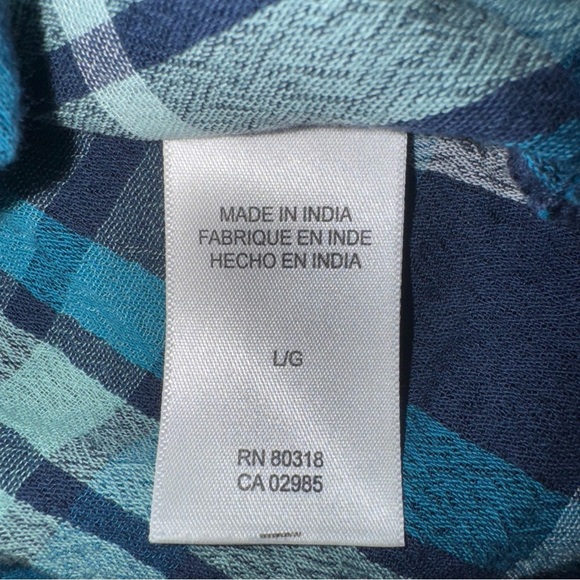 MADE IN INDIA
FABRIQUE EN INDE
HECHO EN INDIA
L/G
RN 80318
CA 02985